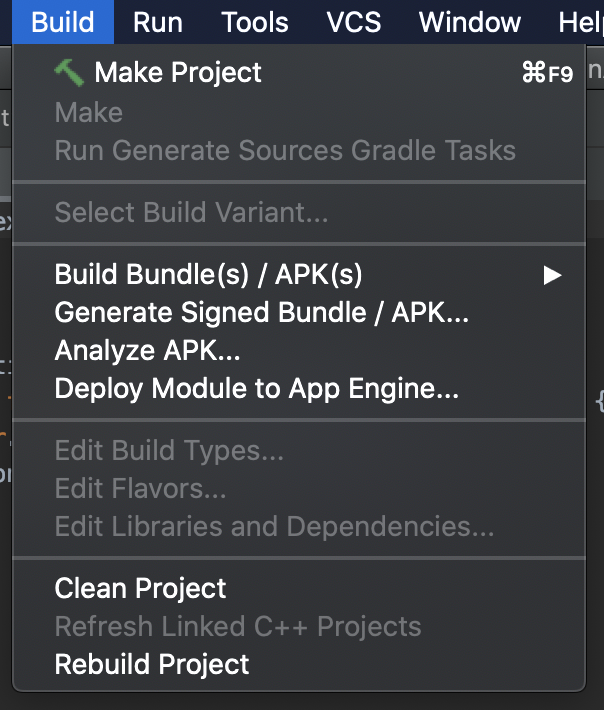 Build Run Tools VCS Window Help
Make Project ⌘F9
Make
Run Generate Sources Gradle Tasks
Select Build Variant...
Build Bundle(s) / APK(s)
Generate Signed Bundle / APK...
Analyze APK...
Deploy Module to App Engine...
Edit Build Types...
Edit Flavors...
Edit Libraries and Dependencies...
Clean Project
Refresh Linked C++ Projects
Rebuild Project